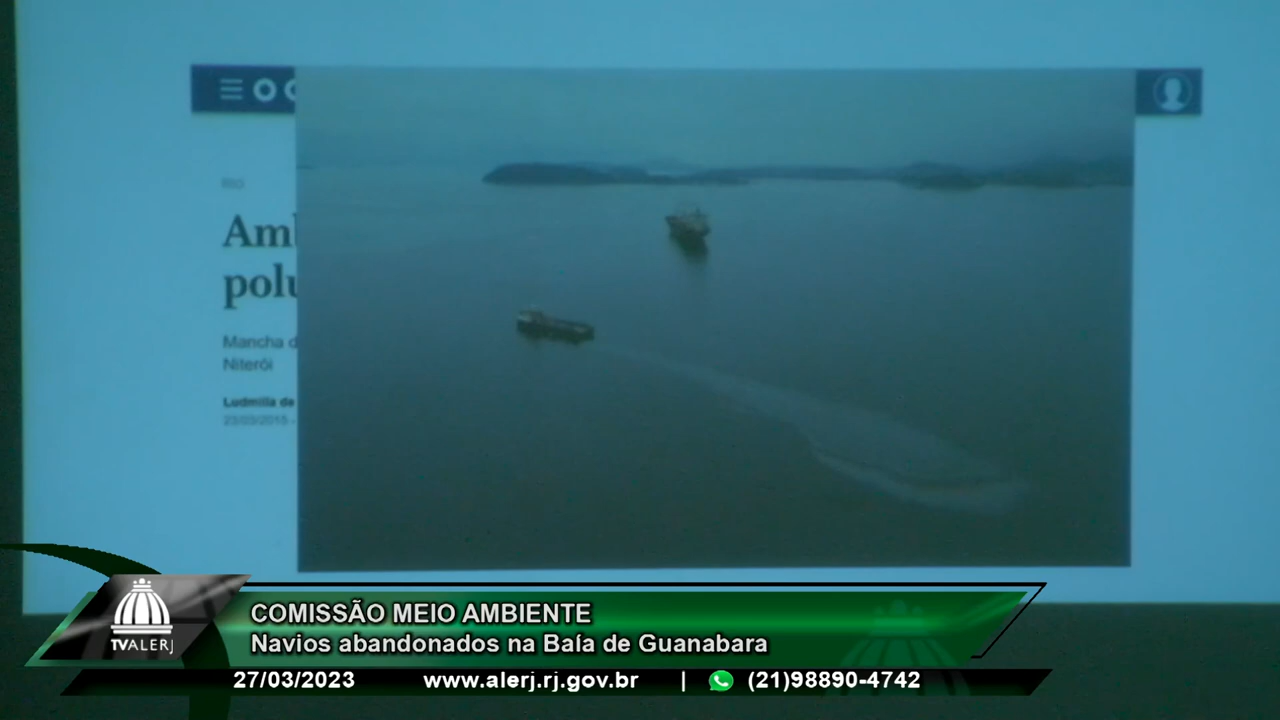 RIO
Amb
polu
Mancha d
Niterói
Ludmilla de
TVALERJ
COMISSÃO MEIO AMBIENTE
Navios abandonados na Baía de Guanabara
27/03/2023 www.alerj.rj.gov.br | (21)98890-4742